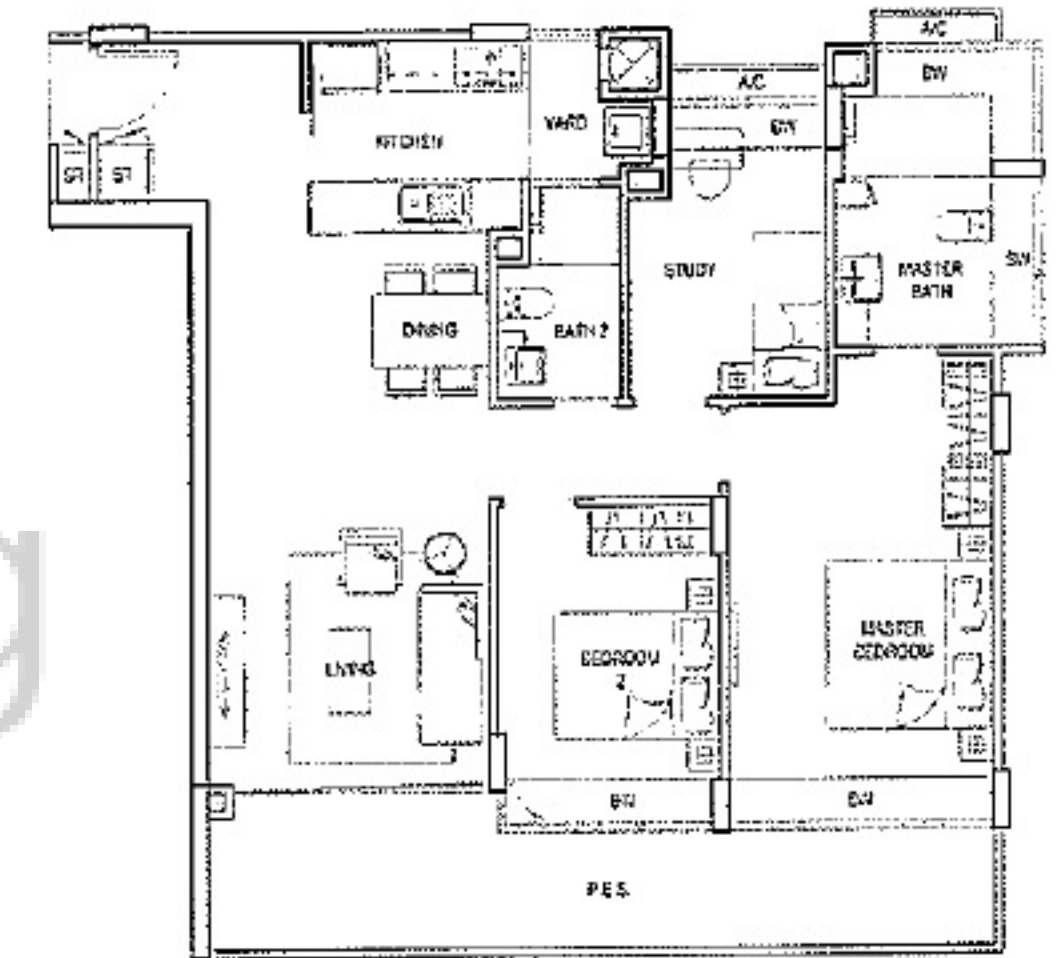 A/C
BW
A/C
BW
KITCHEN
YARD
SR
ST
STUDY
MASTER
BATH
BW
DINING
BATH 2
LIVING
BEDROOM
2
MASTER
BEDROOM
BW
BW
P.E.S.
g